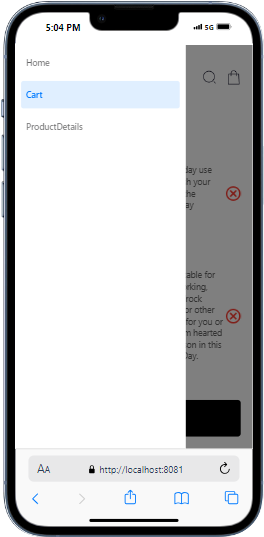 5:04 PM
5G
Home
Cart
ProductDetails
day use
h your
he
ay
able for
rking,
rock
or other
for you or
m hearted
son in this
Day.
AA
http://localhost:8081